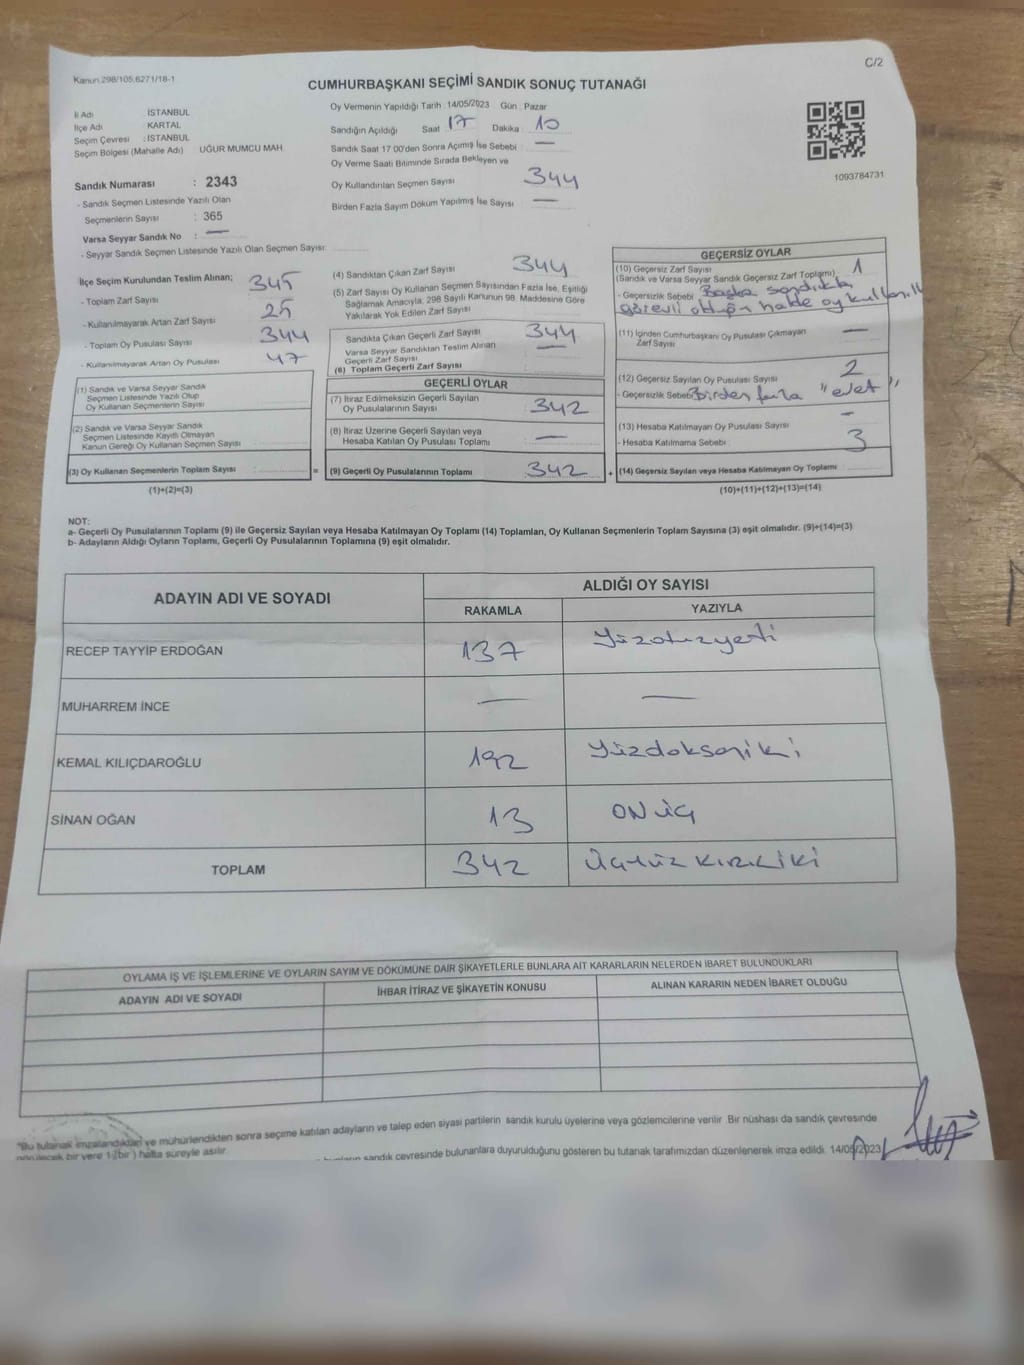 Kanun 298/105,6271/18-1
C/2
CUMHURBAŞKANI SEÇİMİ SANDIK SONUÇ TUTANAĞI
İl Adı İSTANBUL
İlçe Adı KARTAL
Seçim Çevresi : İSTANBUL
Seçim Bölgesi (Mahalle Adı) UĞUR MUMCU MAH
Sandık Numarası : 2343
- Sandık Seçmen Listesinde Yazılı Olan
Seçmenlerin Sayısı : 365
Varsa Seyyar Sandık No : —
- Seyyar Sandık Seçmen Listesinde Yazılı Olan Seçmen Sayısı:
Oy Vermenin Yapıldığı Tarih : 14/05/2023 Gün : Pazar
Sandığın Açıldığı Saat : 17 Dakika : 10
Sandık Saat 17 00'den Sonra Açımış İse Sebebi : —
Oy Verme Saati Bitiminde Sırada Bekleyen ve
Oy Kullandırılan Seçmen Sayısı 344
Birden Fazla Sayım Döküm Yapılmış İse Sayısı —
1093784731
İlçe Seçim Kurulundan Teslim Alınan; 345
- Toplam Zarf Sayısı
- Kullanılmayarak Artan Zarf Sayısı 25
- Toplam Oy Pusulası Sayısı 344
- Kullanılmayarak Artan Oy Pusulası 47
(1) Sandık ve Varsa Seyyar Sandık
Seçmen Listesinde Yazılı Olup
Oy Kullanan Seçmenlerin Sayısı
(2) Sandık ve Varsa Seyyar Sandık
Seçmen Listesinde Kayıtlı Olmayan
Kanun Gereği Oy Kullanan Seçmen Sayısı
(3) Oy Kullanan Seçmenlerin Toplam Sayısı =
(1)+(2)=(3)
(4) Sandıktan Çıkan Zarf Sayısı 344
(5) Zarf Sayısı Oy Kullanan Seçmen Sayısından Fazla İse, Eşitliği
Sağlamak Amacıyla, 298 Sayılı Kanunun 98. Maddesine Göre
Yakılarak Yok Edilen Zarf Sayısı
Sandıkta Çıkan Geçerli Zarf Sayısı 344
Varsa Seyyar Sandıktan Teslim Alınan
Geçerli Zarf Sayısı —
(6) Toplam Geçerli Zarf Sayısı
GEÇERLİ OYLAR
(7) İtiraz Edilmeksizin Geçerli Sayılan
Oy Pusulalarının Sayısı 342
(8) İtiraz Üzerine Geçerli Sayılan veya
Hesaba Katılan Oy Pusulası Toplamı —
(9) Geçerli Oy Pusulalarının Toplamı 342 +
GEÇERSİZ OYLAR
(10) Geçersiz Zarf Sayısı 1
(Sandık ve Varsa Seyyar Sandık Geçersiz Zarf Toplamı)
- Geçersizlik Sebebi Başka sandıkta
görevli olduğu halde oy kullanıldı
(11) İçinden Cumhurbaşkanı Oy Pusulası Çıkmayan
Zarf Sayısı —
(12) Geçersiz Sayılan Oy Pusulası Sayısı 2
- Geçersizlik Sebebi Birden fazla "evet"
(13) Hesaba Katılmayan Oy Pusulası Sayısı —
- Hesaba Katılmama Sebebi 3
(14) Geçersiz Sayılan veya Hesaba Katılmayan Oy Toplamı
(10)+(11)+(12)+(13)=(14)
NOT:
a- Geçerli Oy Pusulalarının Toplamı (9) ile Geçersiz Sayılan veya Hesaba Katılmayan Oy Toplamı (14) Toplamları, Oy Kullanan Seçmenlerin Toplam Sayısına (3) eşit olmalıdır. (9)+(14)=(3)
b- Adayların Aldığı Oyların Toplamı, Geçerli Oy Pusulalarının Toplamına (9) eşit olmalıdır.
ADAYIN ADI VE SOYADI
ALDIĞI OY SAYISI
RAKAMLA YAZIYLA
RECEP TAYYİP ERDOĞAN 137 Yüzotuzyedi
MUHARREM İNCE — —
KEMAL KILIÇDAROĞLU 192 Yüzdoksaniki
SİNAN OĞAN 13 ONüç
TOPLAM 342 Üçyüzkırkiki
OYLAMA İŞ VE İŞLEMLERİNE VE OYLARIN SAYIM VE DÖKÜMÜNE DAİR ŞİKAYETLERLE BUNLARA AİT KARARLARIN NELERDEN İBARET BULUNDUKLARI
ADAYIN ADI VE SOYADI İHBAR İTİRAZ VE ŞİKAYETİN KONUSU ALINAN KARARIN NEDEN İBARET OLDUĞU
*Bu tutanak imzalandıktan ve mühürlendikten sonra seçime katılan adayların ve talep eden siyasi partilerin sandık kurulu üyelerine veya gözlemcilerine verilir. Bir nüshası da sandık çevresinde
görülecek bir yere 1 (bir) hafta süreyle asılır.
sandık çevresinde bulunanlara duyurulduğunu gösteren bu tutanak tarafımızdan düzenlenerek imza edildi. 14/05/2023